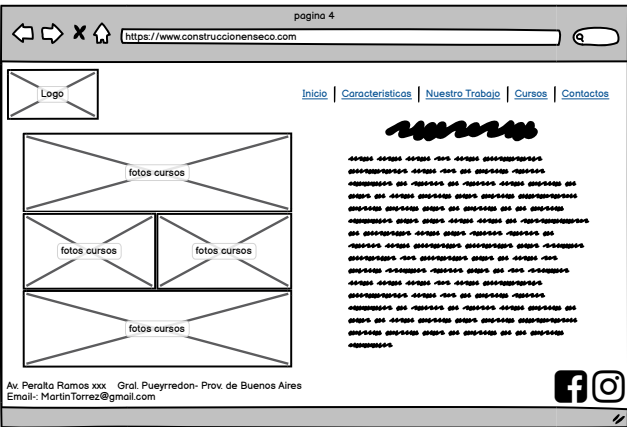 pagina 4
https://www.construccionenseco.com
Logo
Inicio Caracteristicas Nuestro Trabajo Cursos Contactos
fotos cursos
fotos cursos fotos cursos
fotos cursos
Av. Peralta Ramos xxx Gral. Pueyrredon- Prov. de Buenos Aires
Email-: MartinTorrez@gmail.com